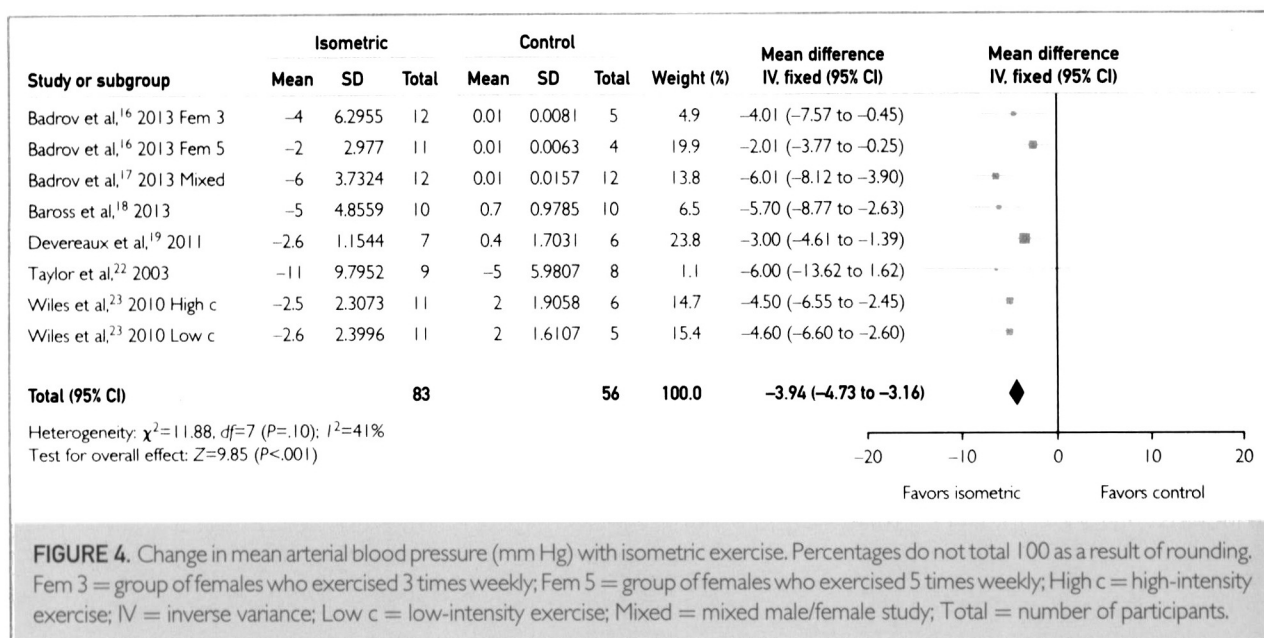 Isometric Control Mean difference Mean difference
Study or subgroup Mean SD Total Mean SD Total Weight (%) IV. fixed (95% CI) IV. fixed (95% CI)
Badrov et al,16 2013 Fem 3 −4 6.2955 12 0.01 0.0081 5 4.9 −4.01 (−7.57 to −0.45)
Badrov et al,16 2013 Fem 5 −2 2.977 11 0.01 0.0063 4 19.9 −2.01 (−3.77 to −0.25)
Badrov et al,17 2013 Mixed −6 3.7324 12 0.01 0.0157 12 13.8 −6.01 (−8.12 to −3.90)
Baross et al,18 2013 −5 4.8559 10 0.7 0.9785 10 6.5 −5.70 (−8.77 to −2.63)
Devereaux et al,19 2011 −2.6 1.1544 7 0.4 1.7031 6 23.8 −3.00 (−4.61 to −1.39)
Taylor et al,22 2003 −11 9.7952 9 −5 5.9807 8 1.1 −6.00 (−13.62 to 1.62)
Wiles et al,23 2010 High c −2.5 2.3073 11 2 1.9058 6 14.7 −4.50 (−6.55 to −2.45)
Wiles et al,23 2010 Low c −2.6 2.3996 11 2 1.6107 5 15.4 −4.60 (−6.60 to −2.60)
Total (95% CI) 83 56 100.0 −3.94 (−4.73 to −3.16)
Heterogeneity: χ2=11.88, df=7 (P=.10); I2=41%
Test for overall effect: Z=9.85 (P<.001)
−20 −10 0 10 20
Favors isometric Favors control
FIGURE 4. Change in mean arterial blood pressure (mm Hg) with isometric exercise. Percentages do not total 100 as a result of rounding.
Fem 3 = group of females who exercised 3 times weekly; Fem 5 = group of females who exercised 5 times weekly; High c = high-intensity
exercise; IV = inverse variance; Low c = low-intensity exercise; Mixed = mixed male/female study; Total = number of participants.